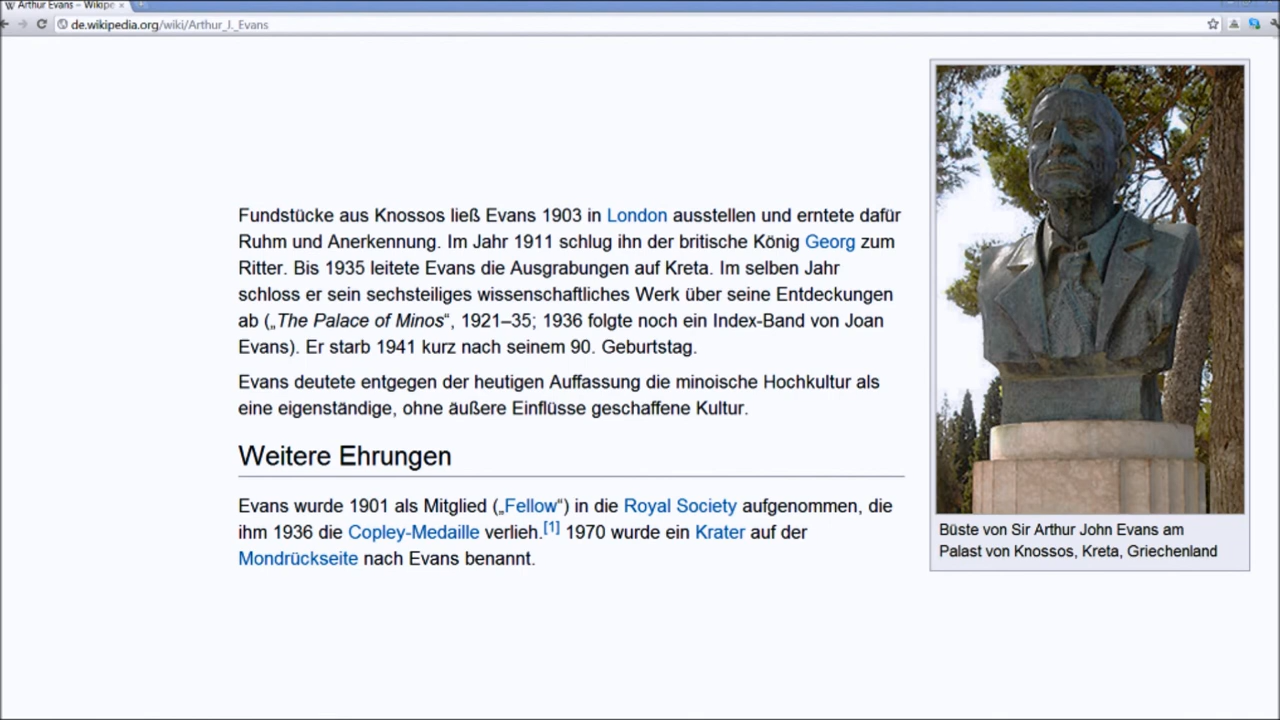 Arthur Evans – Wikipe
de.wikipedia.org/wiki/Arthur_J._Evans
Fundstücke aus Knossos ließ Evans 1903 in London ausstellen und erntete dafür
Ruhm und Anerkennung. Im Jahr 1911 schlug ihn der britische König Georg zum
Ritter. Bis 1935 leitete Evans die Ausgrabungen auf Kreta. Im selben Jahr
schloss er sein sechsteiliges wissenschaftliches Werk über seine Entdeckungen
ab („The Palace of Minos“, 1921–35; 1936 folgte noch ein Index-Band von Joan
Evans). Er starb 1941 kurz nach seinem 90. Geburtstag.
Evans deutete entgegen der heutigen Auffassung die minoische Hochkultur als
eine eigenständige, ohne äußere Einflüsse geschaffene Kultur.
Weitere Ehrungen
Evans wurde 1901 als Mitglied („Fellow“) in die Royal Society aufgenommen, die
ihm 1936 die Copley-Medaille verlieh.[1] 1970 wurde ein Krater auf der
Mondrückseite nach Evans benannt.
Büste von Sir Arthur John Evans am
Palast von Knossos, Kreta, Griechenland